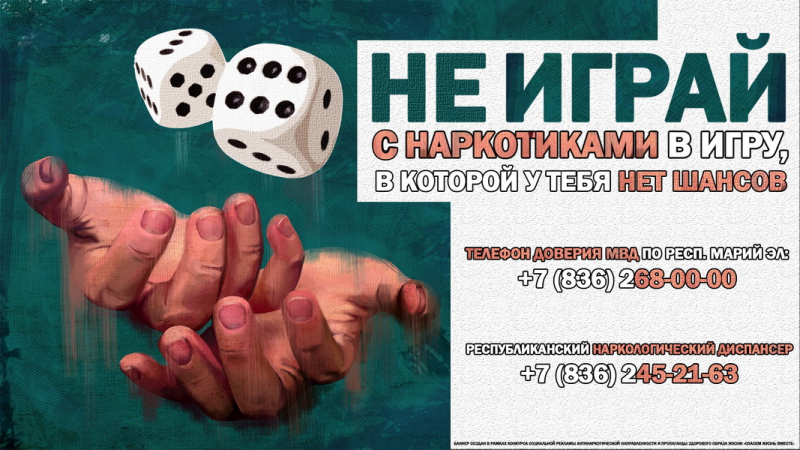 НЕ ИГРАЙ
С НАРКОТИКАМИ В ИГРУ,
В КОТОРОЙ У ТЕБЯ НЕТ ШАНСОВ
ТЕЛЕФОН ДОВЕРИЯ МВД ПО РЕСП. МАРИЙ ЭЛ:
+7 (836) 268-00-00
РЕСПУБЛИКАНСКИЙ НАРКОЛОГИЧЕСКИЙ ДИСПАНСЕР
+7 (836) 245-21-63
БАННЕР СОЗДАН В РАМКАХ КОНКУРСА СОЦИАЛЬНОЙ РЕКЛАМЫ АНТИНАРКОТИЧЕСКОЙ НАПРАВЛЕННОСТИ И ПРОПАГАНДЫ ЗДОРОВОГО ОБРАЗА ЖИЗНИ «СПАСЕМ ЖИЗНЬ ВМЕСТЕ»